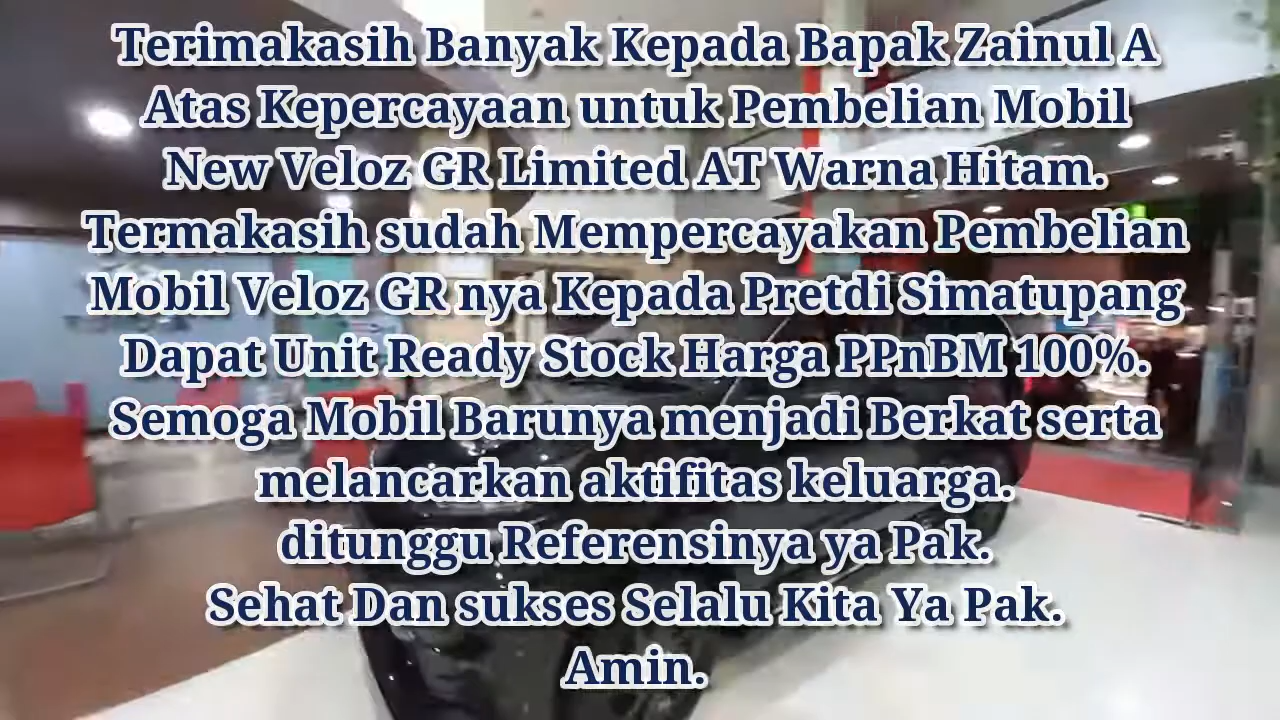 Terimakasih Banyak Kepada Bapak Zainul A
Atas Kepercayaan untuk Pembelian Mobil
New Veloz GR Limited AT Warna Hitam.
Termakasih sudah Mempercayakan Pembelian
Mobil Veloz GR nya Kepada Pretdi Simatupang
Dapat Unit Ready Stock Harga PPnBM 100%.
Semoga Mobil Barunya menjadi Berkat serta
melancarkan aktifitas keluarga.
ditunggu Referensinya ya Pak.
Sehat Dan sukses Selalu Kita Ya Pak.
Amin.